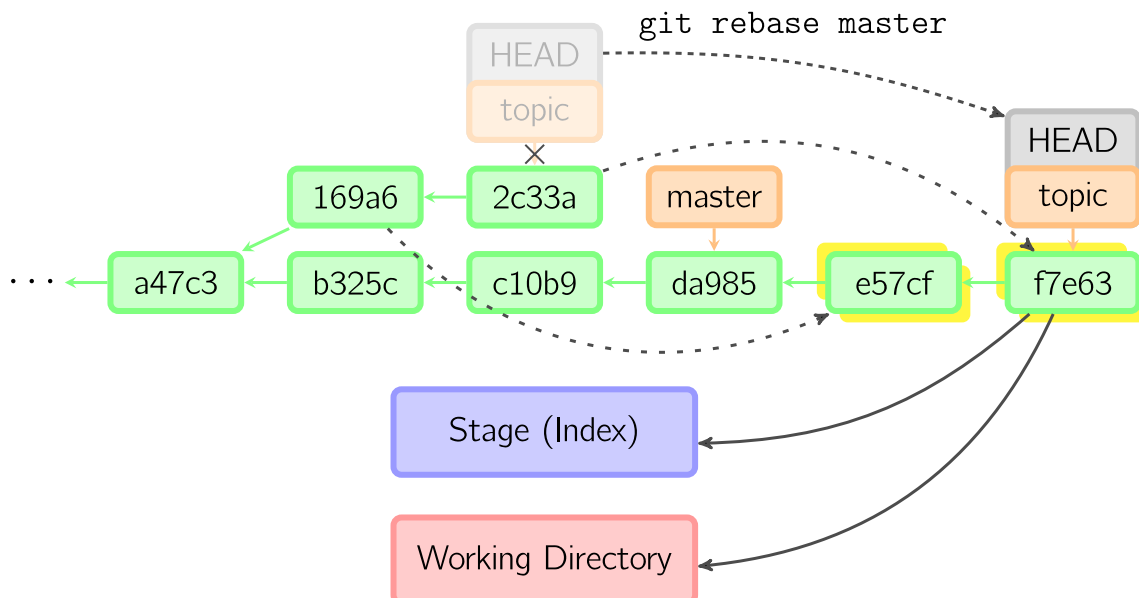 git rebase master
HEAD
topic
HEAD
topic
169a6
2c33a
master
...
a47c3
b325c
c10b9
da985
e57cf
f7e63
Stage (Index)
Working Directory